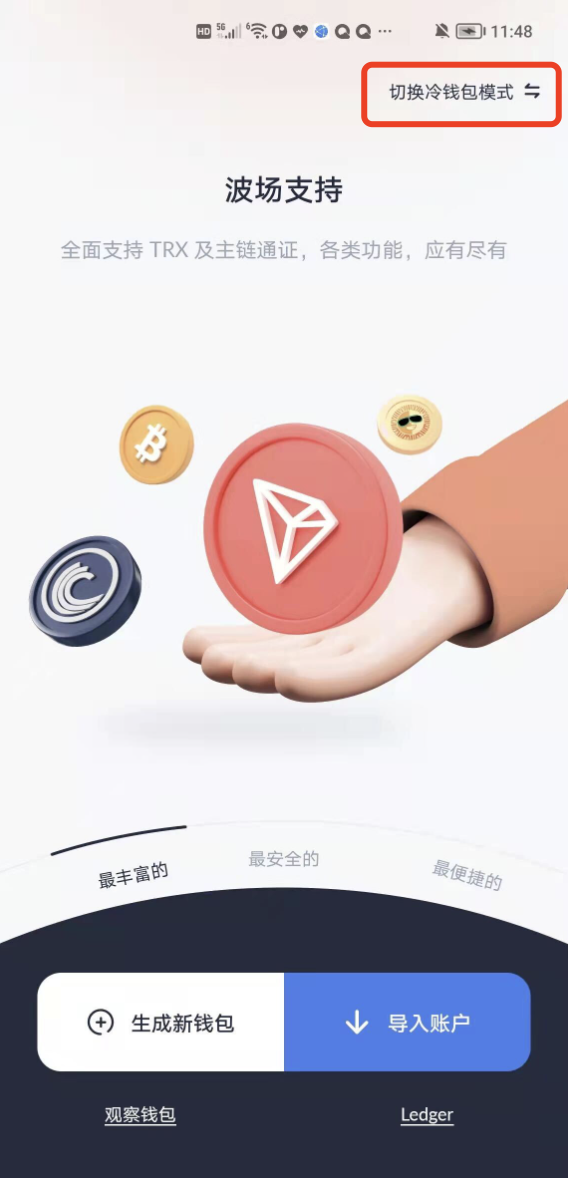 HD 5G 6 11:48
切换冷钱包模式
波场支持
全面支持 TRX 及主链通证，各类功能，应有尽有
最丰富的
最安全的
最便捷的
生成新钱包
导入账户
观察钱包
Ledger